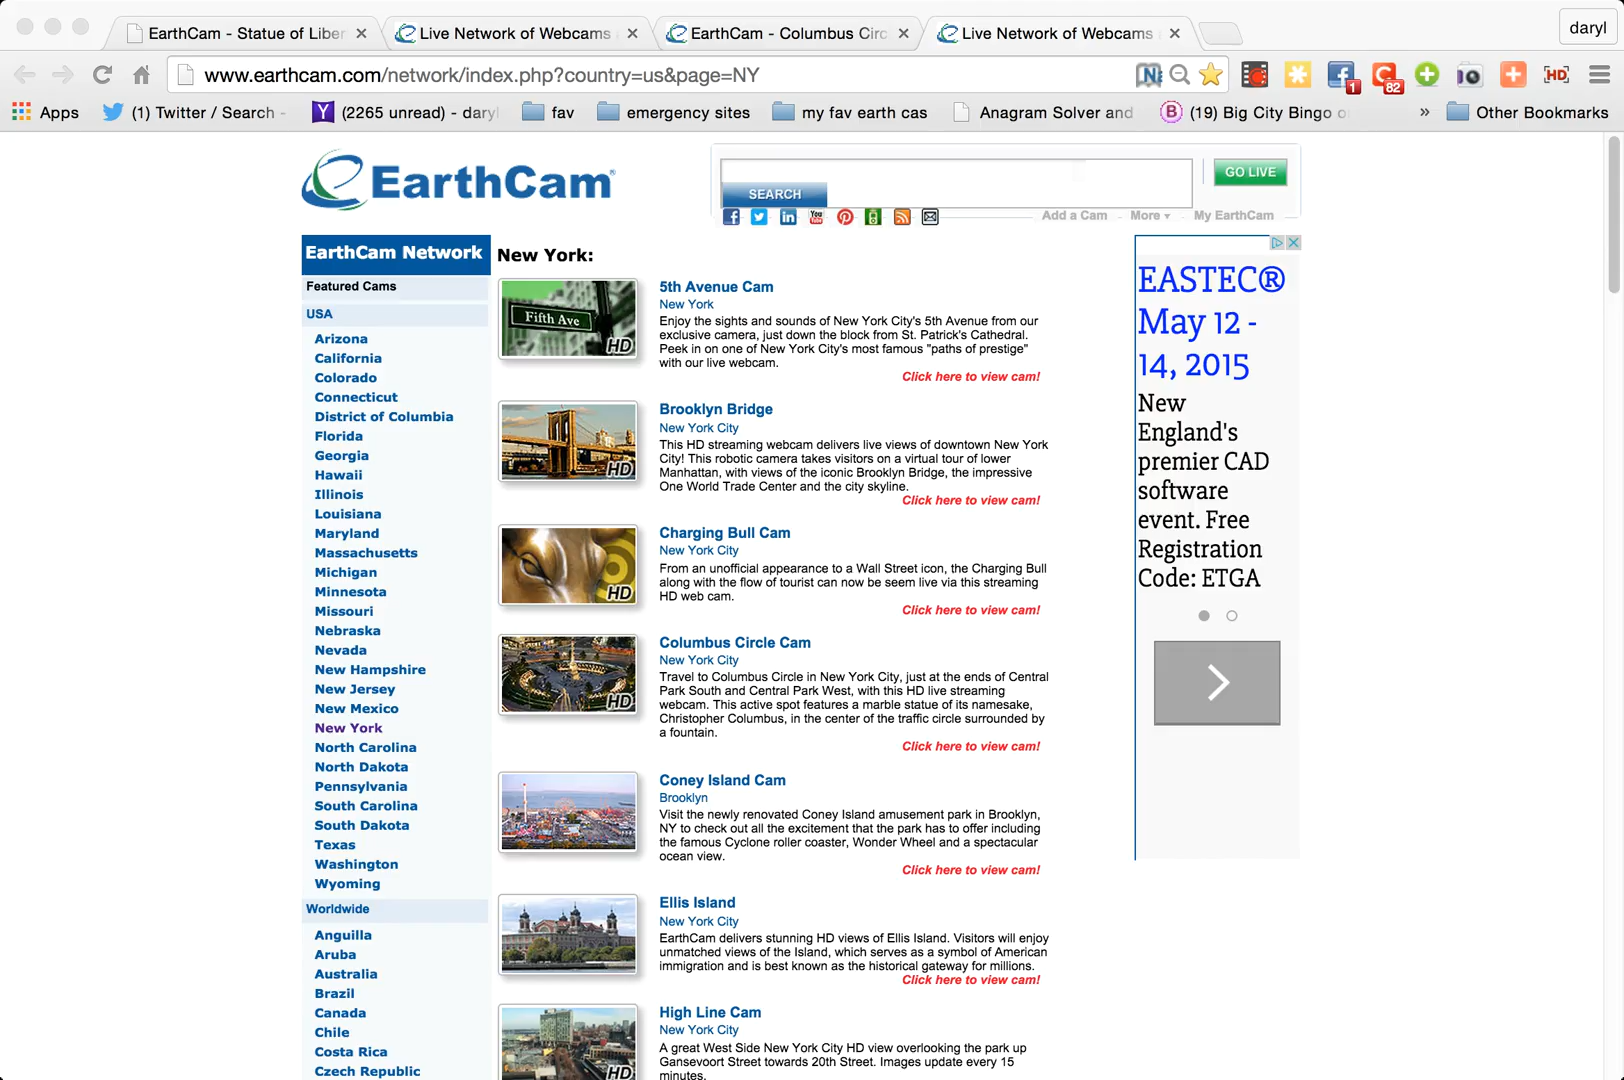 EarthCam - Statue of Liber
Live Network of Webcams
EarthCam - Columbus Circ
Live Network of Webcams
daryl
www.earthcam.com/network/index.php?country=us&page=NY
1
82
HD
Apps
(1) Twitter / Search -
(2265 unread) - dary
fav
emergency sites
my fav earth cas
Anagram Solver and
(19) Big City Bingo o
» Other Bookmarks
EarthCam®
SEARCH
GO LIVE
You
Add a Cam
More ▾
My EarthCam
EarthCam Network
Featured Cams
USA
Arizona
California
Colorado
Connecticut
District of Columbia
Florida
Georgia
Hawaii
Illinois
Louisiana
Maryland
Massachusetts
Michigan
Minnesota
Missouri
Nebraska
Nevada
New Hampshire
New Jersey
New Mexico
New York
North Carolina
North Dakota
Pennsylvania
South Carolina
South Dakota
Texas
Washington
Wyoming
Worldwide
Anguilla
Aruba
Australia
Brazil
Canada
Chile
Costa Rica
Czech Republic
New York:
Fifth Ave
HD
5th Avenue Cam
New York
Enjoy the sights and sounds of New York City's 5th Avenue from our
exclusive camera, just down the block from St. Patrick's Cathedral.
Peek in on one of New York City's most famous "paths of prestige"
with our live webcam.
Click here to view cam!
HD
Brooklyn Bridge
New York City
This HD streaming webcam delivers live views of downtown New York
City! This robotic camera takes visitors on a virtual tour of lower
Manhattan, with views of the iconic Brooklyn Bridge, the impressive
One World Trade Center and the city skyline.
Click here to view cam!
HD
Charging Bull Cam
New York City
From an unofficial appearance to a Wall Street icon, the Charging Bull
along with the flow of tourist can now be seem live via this streaming
HD web cam.
Click here to view cam!
HD
Columbus Circle Cam
New York City
Travel to Columbus Circle in New York City, just at the ends of Central
Park South and Central Park West, with this HD live streaming
webcam. This active spot features a marble statue of its namesake,
Christopher Columbus, in the center of the traffic circle surrounded by
a fountain.
Click here to view cam!
Coney Island Cam
Brooklyn
Visit the newly renovated Coney Island amusement park in Brooklyn,
NY to check out all the excitement that the park has to offer including
the famous Cyclone roller coaster, Wonder Wheel and a spectacular
ocean view.
Click here to view cam!
Ellis Island
New York City
EarthCam delivers stunning HD views of Ellis Island. Visitors will enjoy
unmatched views of the Island, which serves as a symbol of American
immigration and is best known as the historical gateway for millions.
Click here to view cam!
HD
High Line Cam
New York City
A great West Side New York City HD view overlooking the park up
Gansevoort Street towards 20th Street. Images update every 15
minutes.
EASTEC®
May 12 -
14, 2015
New
England's
premier CAD
software
event. Free
Registration
Code: ETGA